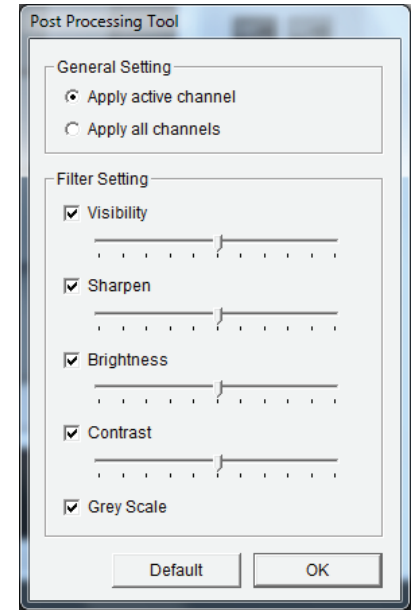 Post Processing Tool
General Setting
Apply active channel
Apply all channels
Filter Setting
Visibility
Sharpen
Brightness
Contrast
Grey Scale
Default OK